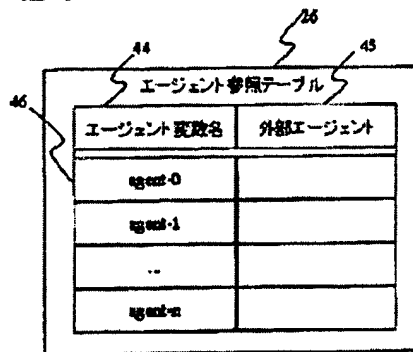 26
44
45
エージェント参照テーブル
46
エージェント変数名 外部エージェント
agent-0
agent-1
...
agent-n